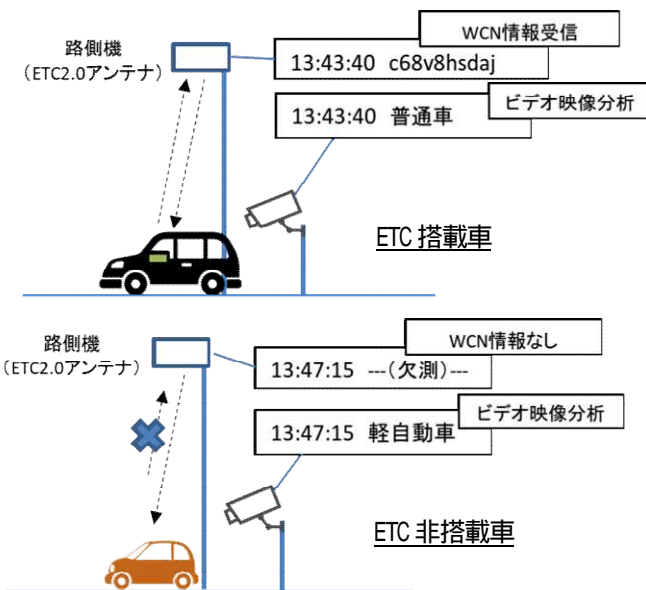 WCN情報受信
路側機
(ETC2.0アンテナ)
13:43:40 c68v8hsdaj
ビデオ映像分析
13:43:40 普通車
ETC 搭載車
WCN情報なし
路側機
(ETC2.0アンテナ)
13:47:15 ---(欠測)---
ビデオ映像分析
13:47:15 軽自動車
ETC 非搭載車